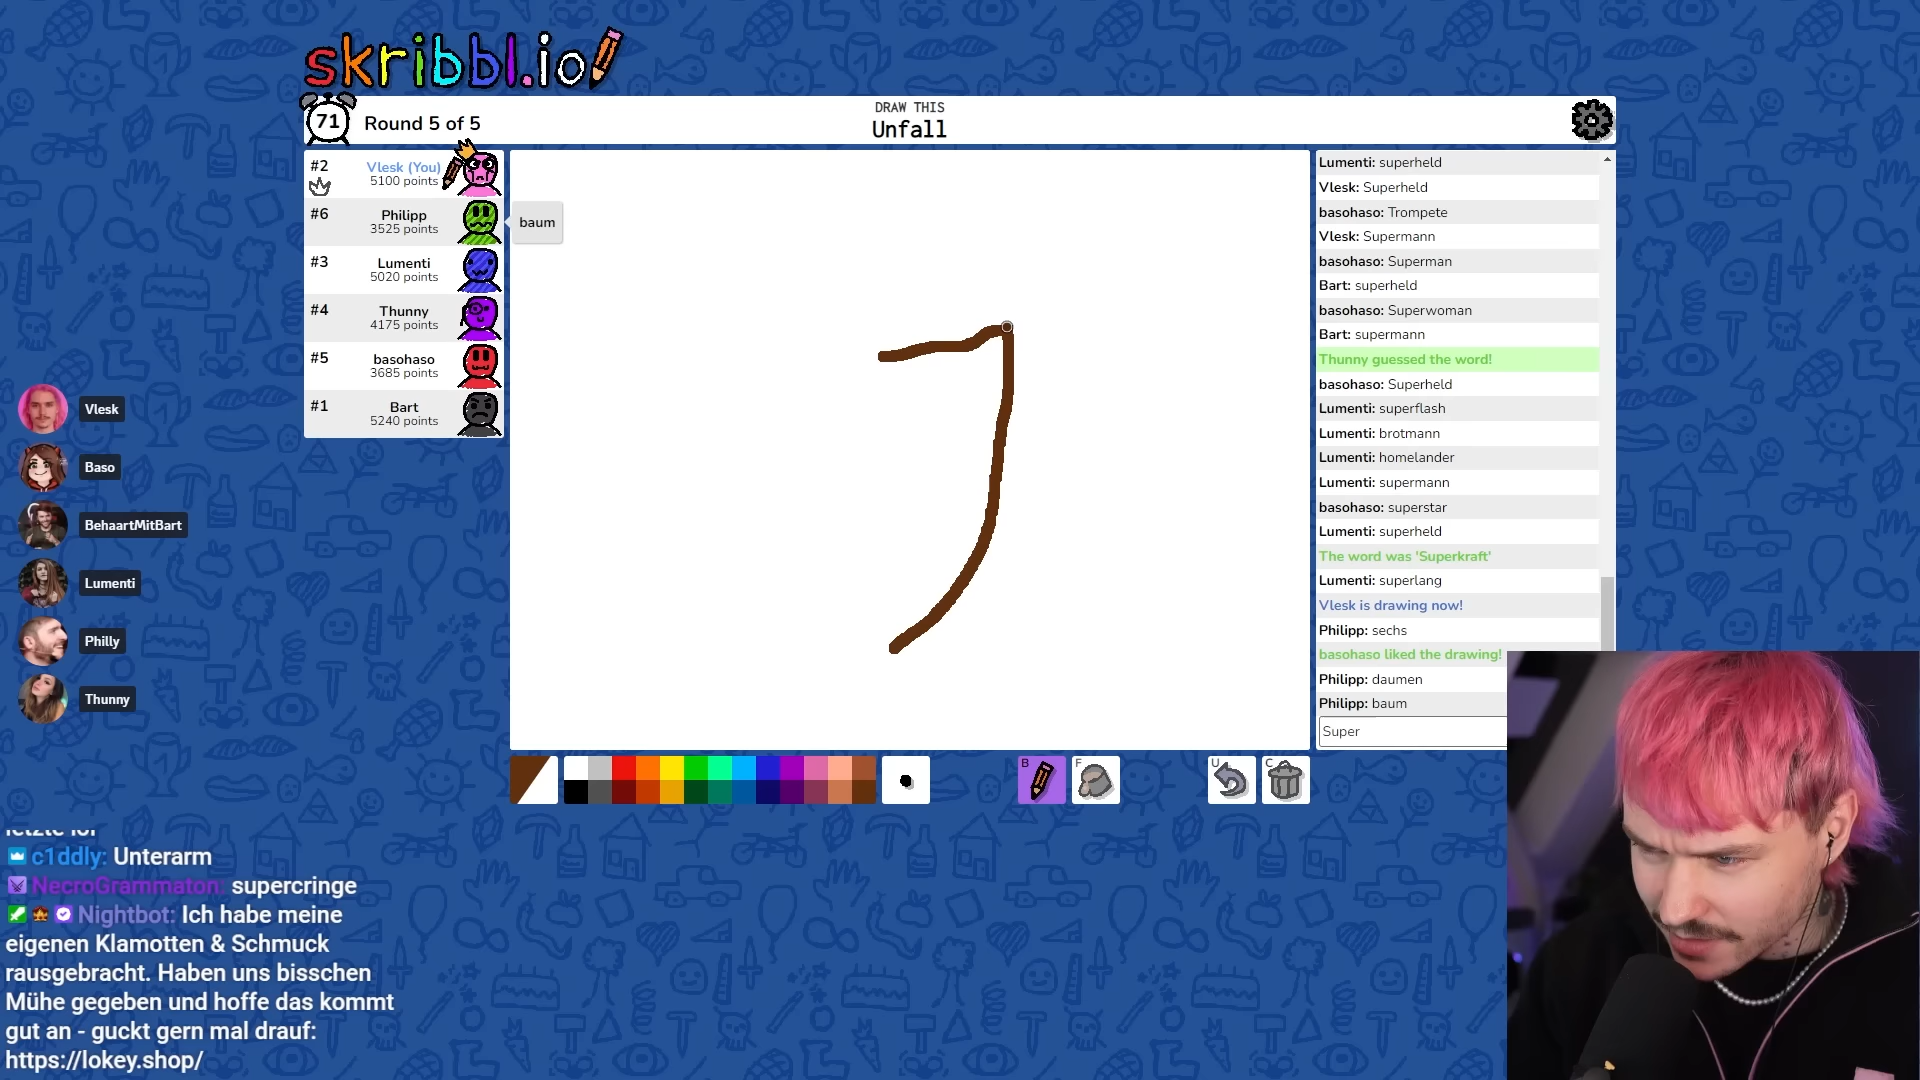 skribbl.io
71
Round 5 of 5
DRAW THIS
Unfall
#2
Vlesk (You)
5100 points
#6
Philipp
3525 points
baum
#3
Lumenti
5020 points
#4
Thunny
4175 points
#5
basohaso
3685 points
#1
Bart
5240 points
Lumenti: superheld
Vlesk: Superheld
basohaso: Trompete
Vlesk: Supermann
basohaso: Superman
Bart: superheld
basohaso: Superwoman
Bart: supermann
Thunny guessed the word!
basohaso: Superheld
Lumenti: superflash
Lumenti: brotmann
Lumenti: homelander
Lumenti: supermann
basohaso: superstar
Lumenti: superheld
The word was 'Superkraft'
Lumenti: superlang
Vlesk is drawing now!
Philipp: sechs
basohaso liked the drawing!
Philipp: daumen
Philipp: baum
Super
B
F
U
C
Vlesk
Baso
BehaartMitBart
Lumenti
Philly
Thunny
letzte lol
c1ddly: Unterarm
NecroGrammaton: supercringe
Nightbot: Ich habe meine
eigenen Klamotten & Schmuck
rausgebracht. Haben uns bisschen
Mühe gegeben und hoffe das kommt
gut an - guckt gern mal drauf:
https://lokey.shop/